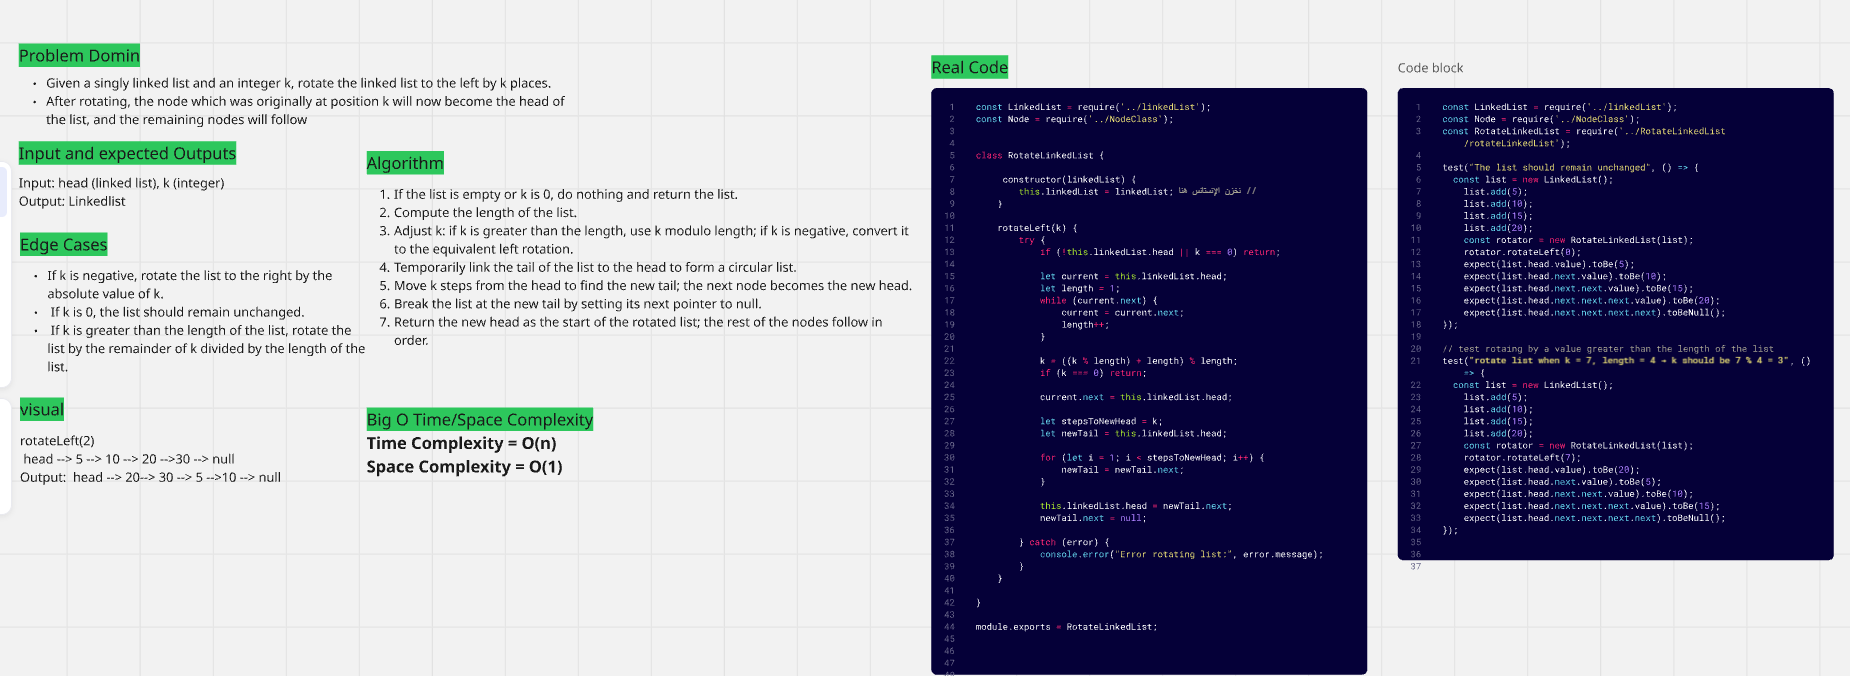 Problem Domin
• Given a singly linked list and an integer k, rotate the linked list to the left by k places.
• After rotating, the node which was originally at position k will now become the head of
the list, and the remaining nodes will follow
Input and expected Outputs
Input: head (linked list), k (integer)
Output: Linkedlist
Edge Cases
• If k is negative, rotate the list to the right by the
absolute value of k.
• If k is 0, the list should remain unchanged.
• If k is greater than the length of the list, rotate the
list by the remainder of k divided by the length of the
list.
visual
rotateLeft(2)
head --> 5 --> 10 --> 20 -->30 --> null
Output: head --> 20--> 30 --> 5 -->10 --> null
Algorithm
1. If the list is empty or k is 0, do nothing and return the list.
2. Compute the length of the list.
3. Adjust k: if k is greater than the length, use k modulo length; if k is negative, convert it
to the equivalent left rotation.
4. Temporarily link the tail of the list to the head to form a circular list.
5. Move k steps from the head to find the new tail; the next node becomes the new head.
6. Break the list at the new tail by setting its next pointer to null.
7. Return the new head as the start of the rotated list; the rest of the nodes follow in
order.
Big O Time/Space Complexity
Time Complexity = O(n)
Space Complexity = O(1)
Real Code
1 const LinkedList = require('../linkedList');
2 const Node = require('../NodeClass');
3
4
5 class RotateLinkedList {
6
7 constructor(linkedList) {
8 this.linkedList = linkedList; // نخزن الإنستانس هنا
9 }
10
11 rotateLeft(k) {
12 try {
13 if (!this.linkedList.head || k === 0) return;
14
15 let current = this.linkedList.head;
16 let length = 1;
17 while (current.next) {
18 current = current.next;
19 length++;
20 }
21
22 k = ((k % length) + length) % length;
23 if (k === 0) return;
24
25 current.next = this.linkedList.head;
26
27 let stepsToNewHead = k;
28 let newTail = this.linkedList.head;
29
30 for (let i = 1; i < stepsToNewHead; i++) {
31 newTail = newTail.next;
32 }
33
34 this.linkedList.head = newTail.next;
35 newTail.next = null;
36
37 } catch (error) {
38 console.error("Error rotating list:", error.message);
39 }
40 }
41
42 }
43
44 module.exports = RotateLinkedList;
45
46
47
Code block
1 const LinkedList = require('../linkedList');
2 const Node = require('../NodeClass');
3 const RotateLinkedList = require('../RotateLinkedList
/rotateLinkedList');
4
5 test("The list should remain unchanged", () => {
6 const list = new LinkedList();
7 list.add(5);
8 list.add(10);
9 list.add(15);
10 list.add(20);
11 const rotator = new RotateLinkedList(list);
12 rotator.rotateLeft(0);
13 expect(list.head.value).toBe(5);
14 expect(list.head.next.value).toBe(10);
15 expect(list.head.next.next.value).toBe(15);
16 expect(list.head.next.next.next.value).toBe(20);
17 expect(list.head.next.next.next.next).toBeNull();
18 });
19
20 // test rotaing by a value greater than the length of the list
21 test("rotate list when k = 7, length = 4 → k should be 7 % 4 = 3", ()
=> {
22 const list = new LinkedList();
23 list.add(5);
24 list.add(10);
25 list.add(15);
26 list.add(20);
27 const rotator = new RotateLinkedList(list);
28 rotator.rotateLeft(7);
29 expect(list.head.value).toBe(20);
30 expect(list.head.next.value).toBe(5);
31 expect(list.head.next.next.value).toBe(10);
32 expect(list.head.next.next.next.value).toBe(15);
33 expect(list.head.next.next.next.next).toBeNull();
34 });
35
36
37